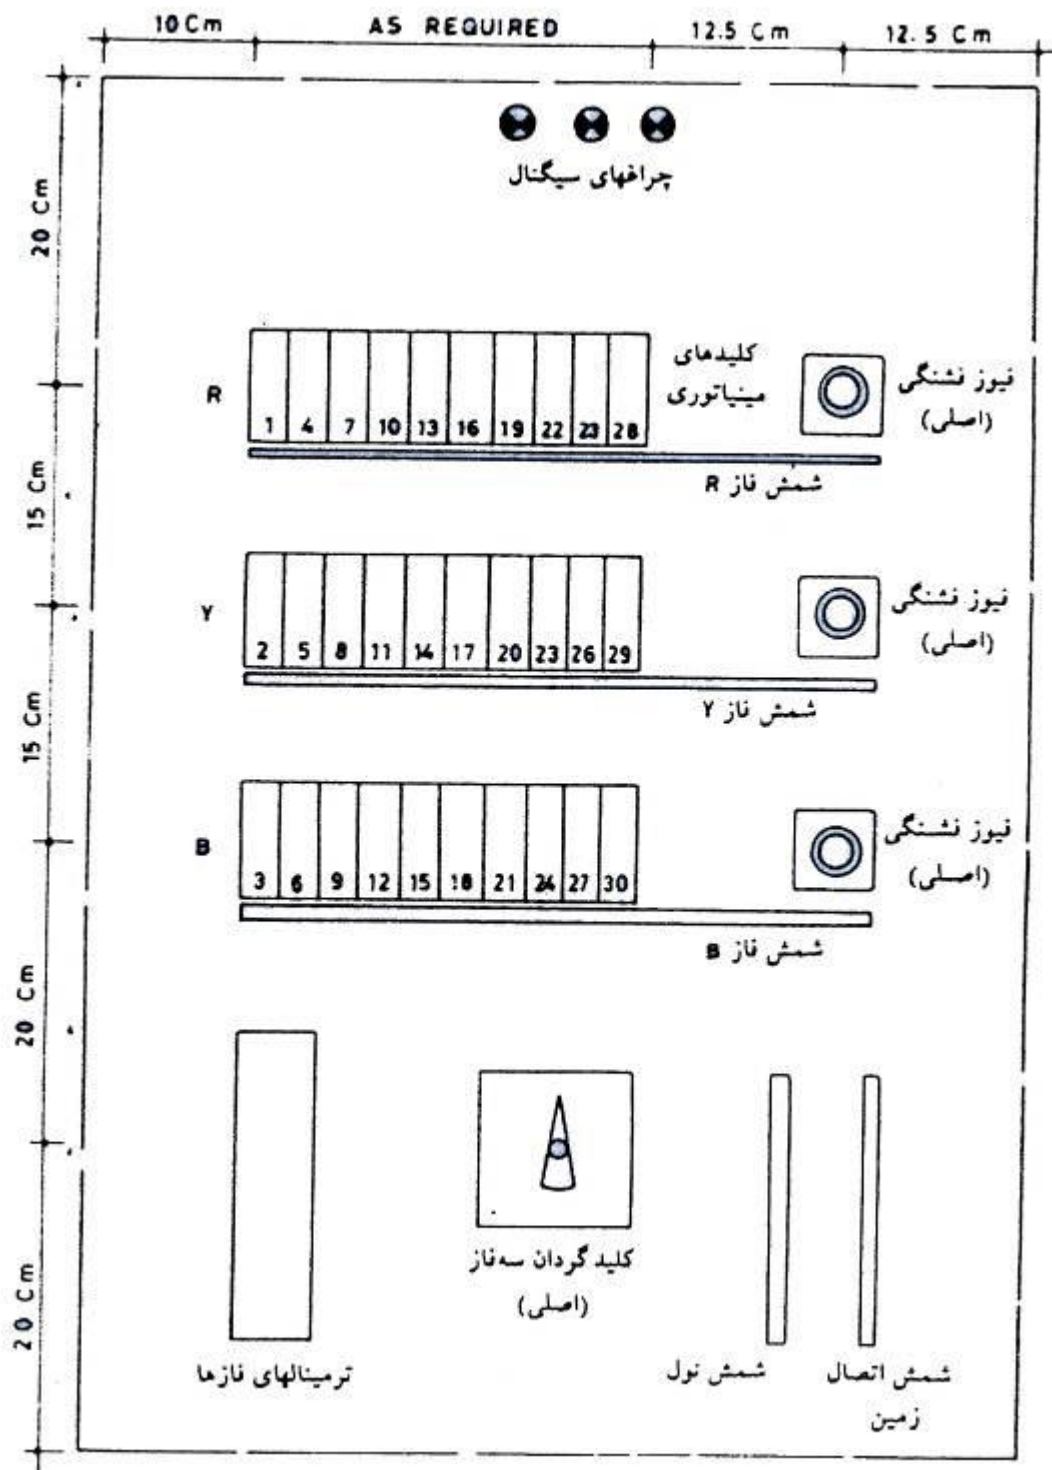 10 Cm AS REQUIRED 12.5 Cm 12.5 Cm
چراغهای سیگنال
20 Cm
R
1 4 7 10 13 16 19 22 23 28
کلیدهای
مینیاتوری
فیوز فشنگی
(اصلی)
شمش فاز R
15 Cm
Y
2 5 8 11 14 17 20 23 26 29
فیوز فشنگی
(اصلی)
شمش فاز Y
15 Cm
B
3 6 9 12 15 18 21 24 27 30
فیوز فشنگی
(اصلی)
شمش فاز B
20 Cm
کلید گردان سه‌فاز
(اصلی)
20 Cm
ترمینالهای فازها
شمش نول
شمش اتصال
زمین